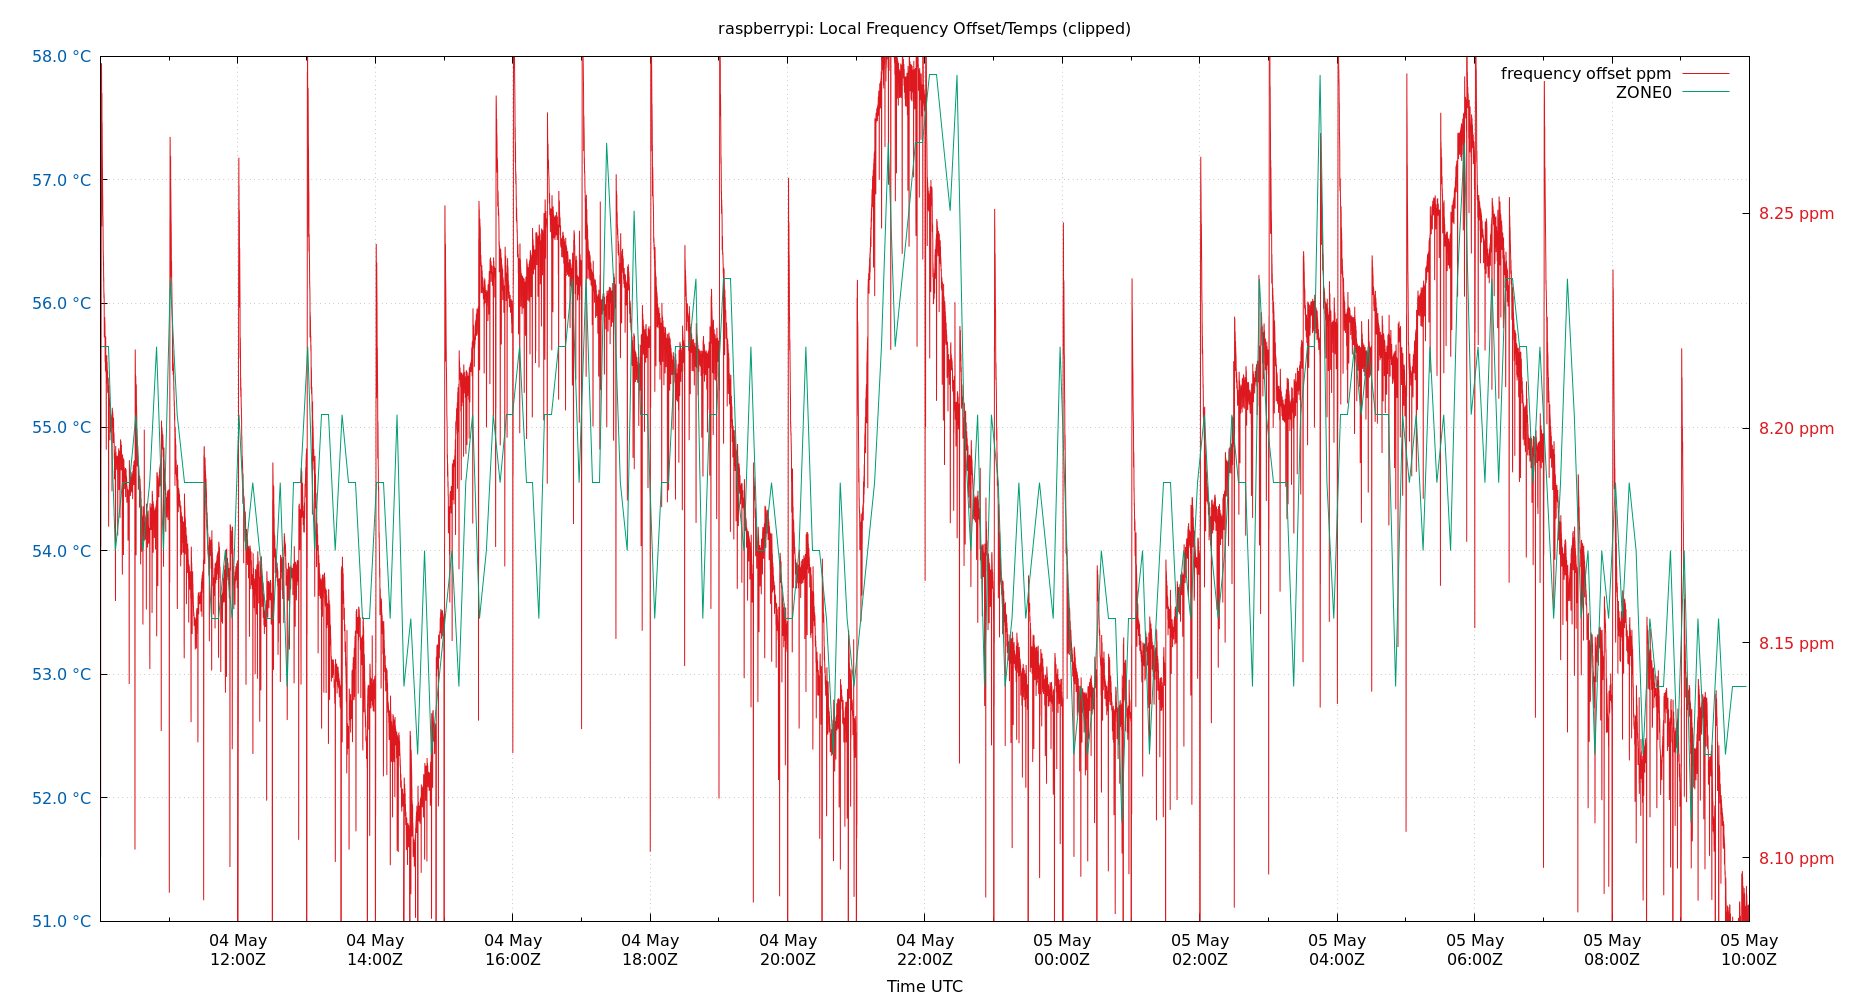 raspberrypi: Local Frequency Offset/Temps (clipped)
58.0 °C
57.0 °C
56.0 °C
55.0 °C
54.0 °C
53.0 °C
52.0 °C
51.0 °C
frequency offset ppm
ZONE0
8.25 ppm
8.20 ppm
8.15 ppm
8.10 ppm
04 May
12:00Z
04 May
14:00Z
04 May
16:00Z
04 May
18:00Z
04 May
20:00Z
04 May
22:00Z
05 May
00:00Z
05 May
02:00Z
05 May
04:00Z
05 May
06:00Z
05 May
08:00Z
05 May
10:00Z
Time UTC